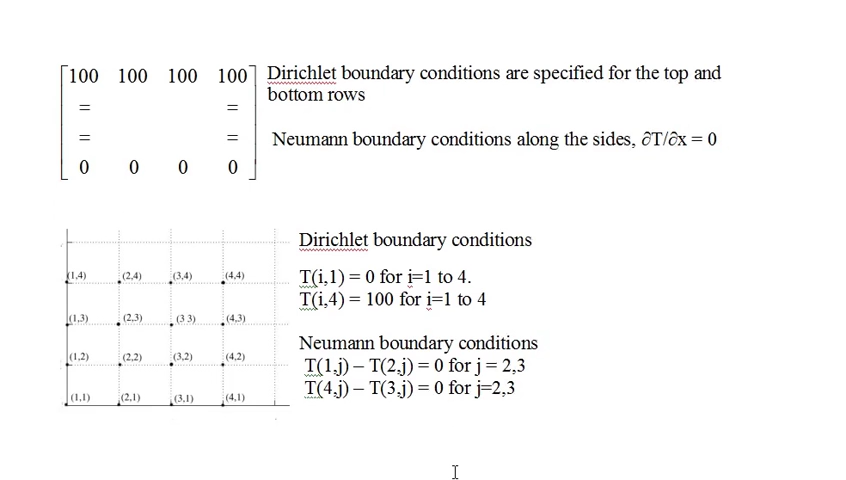 100 100 100 100
= =
= =
0 0 0 0
Dirichlet boundary conditions are specified for the top and
bottom rows
Neumann boundary conditions along the sides, ∂T/∂x = 0
Dirichlet boundary conditions
T(i,1) = 0 for i=1 to 4.
T(i,4) = 100 for i=1 to 4
Neumann boundary conditions
T(1,j) – T(2,j) = 0 for j = 2,3
T(4,j) – T(3,j) = 0 for j=2,3
(1,4) (2,4) (3,4) (4,4)
(1,3) (2,3) (3 3) (4,3)
(1,2) (2,2) (3,2) (4,2)
(1,1) (2,1) (3,1) (4,1)